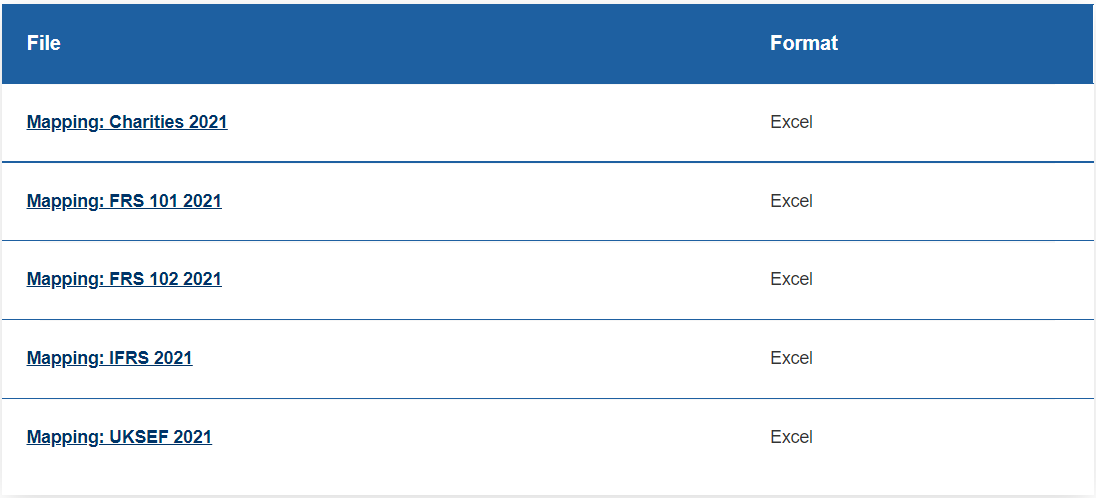 File Format
Mapping: Charities 2021 Excel
Mapping: FRS 101 2021 Excel
Mapping: FRS 102 2021 Excel
Mapping: IFRS 2021 Excel
Mapping: UKSEF 2021 Excel